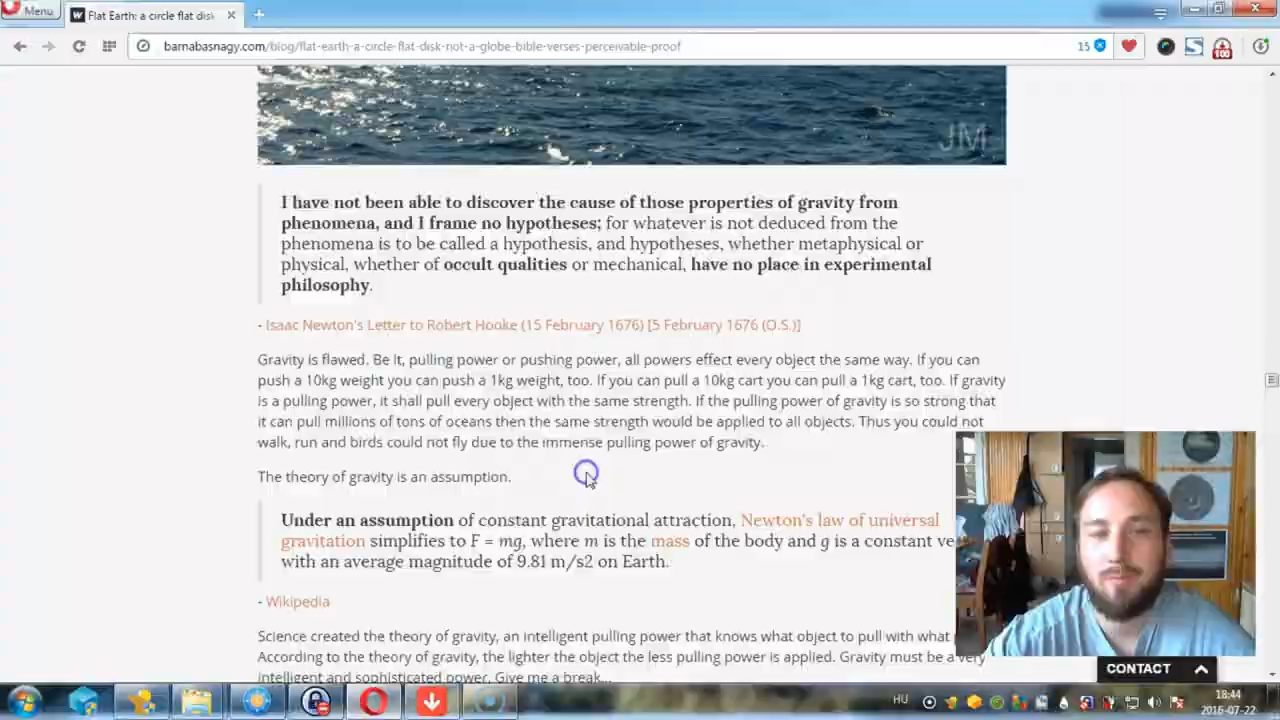 Menu
Flat Earth: a circle flat disk
barnabasnagy.com/blog/flat-earth-a-circle-flat-disk-not-a-globe-bible-verses-perceivable-proof
15
100
JM
I have not been able to discover the cause of those properties of gravity from
phenomena, and I frame no hypotheses; for whatever is not deduced from the
phenomena is to be called a hypothesis, and hypotheses, whether metaphysical or
physical, whether of occult qualities or mechanical, have no place in experimental
philosophy.
- Isaac Newton's Letter to Robert Hooke (15 February 1676) [5 February 1676 (O.S.)]
Gravity is flawed. Be It, pulling power or pushing power, all powers effect every object the same way. If you can
push a 10kg weight you can push a 1kg weight, too. If you can pull a 10kg cart you can pull a 1kg cart, too. If gravity
is a pulling power, it shall pull every object with the same strength. If the pulling power of gravity is so strong that
it can pull millions of tons of oceans then the same strength would be applied to all objects. Thus you could not
walk, run and birds could not fly due to the immense pulling power of gravity.
The theory of gravity is an assumption.
Under an assumption of constant gravitational attraction, Newton's law of universal
gravitation simplifies to F = mg, where m is the mass of the body and g is a constant
with an average magnitude of 9.81 m/s2 on Earth.
- Wikipedia
Science created the theory of gravity, an intelligent pulling power that knows what object to pull with what
According to the theory of gravity, the lighter the object the less pulling power is applied. Gravity must be a very
intelligent and sophisticated power. Give me a break...
CONTACT
HU
18:44
2016-07-22